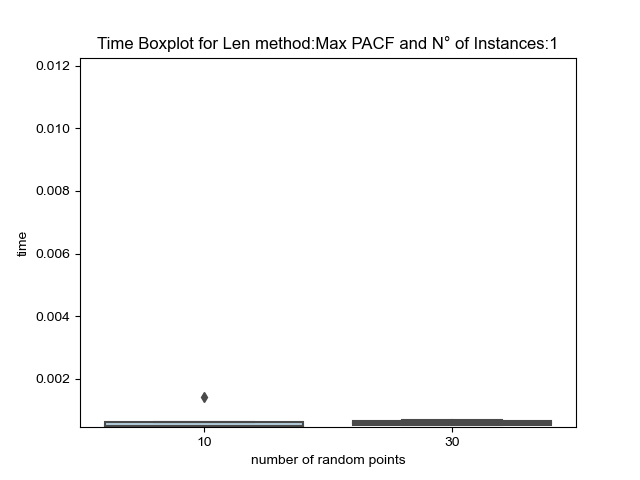 Time Boxplot for Len method:Max PACF and N° of Instances:1
0.012
0.010
0.008
0.006
0.004
0.002
time
10
30
number of random points